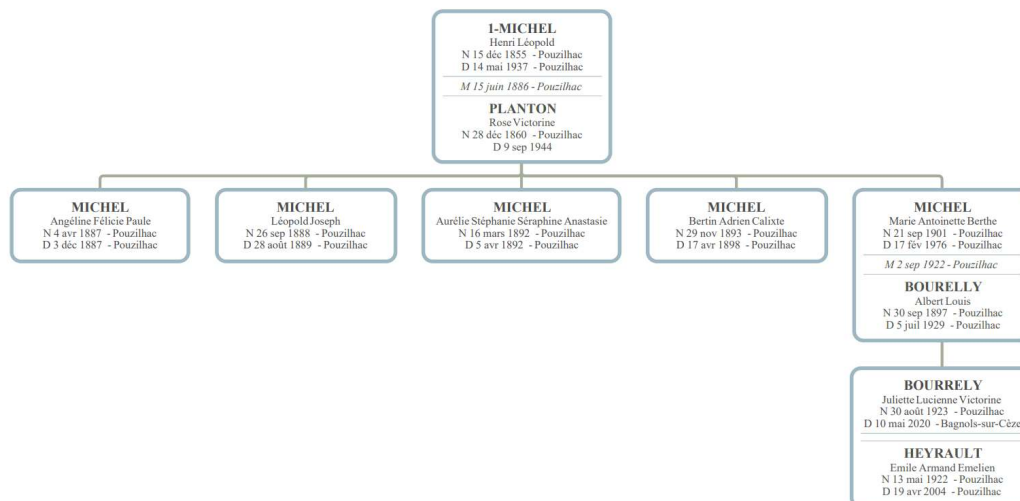 1-MICHEL
Henri Léopold
N 15 déc 1855 - Pouzilhac
D 14 mai 1937 - Pouzilhac
M 15 juin 1886 - Pouzilhac
PLANTON
Rose Victorine
N 28 déc 1860 - Pouzilhac
D 9 sep 1944
MICHEL
Angéline Félicie Paule
N 4 avr 1887 - Pouzilhac
D 3 déc 1887 - Pouzilhac
MICHEL
Léopold Joseph
N 26 sep 1888 - Pouzilhac
D 28 août 1889 - Pouzilhac
MICHEL
Aurélie Stéphanie Séraphine Anastasie
N 16 mars 1892 - Pouzilhac
D 5 avr 1892 - Pouzilhac
MICHEL
Bertin Adrien Calixte
N 29 nov 1893 - Pouzilhac
D 17 avr 1898 - Pouzilhac
MICHEL
Marie Antoinette Berthe
N 21 sep 1901 - Pouzilhac
D 17 fév 1976 - Pouzilhac
M 2 sep 1922 - Pouzilhac
BOURELLY
Albert Louis
N 30 sep 1897 - Pouzilhac
D 5 juil 1929 - Pouzilhac
BOURRELY
Juliette Lucienne Victorine
N 30 août 1923 - Pouzilhac
D 10 mai 2020 - Bagnols-sur-Cèze
HEYRAULT
Emile Armand Emelien
N 13 mai 1922 - Pouzilhac
D 19 avr 2004 - Pouzilhac